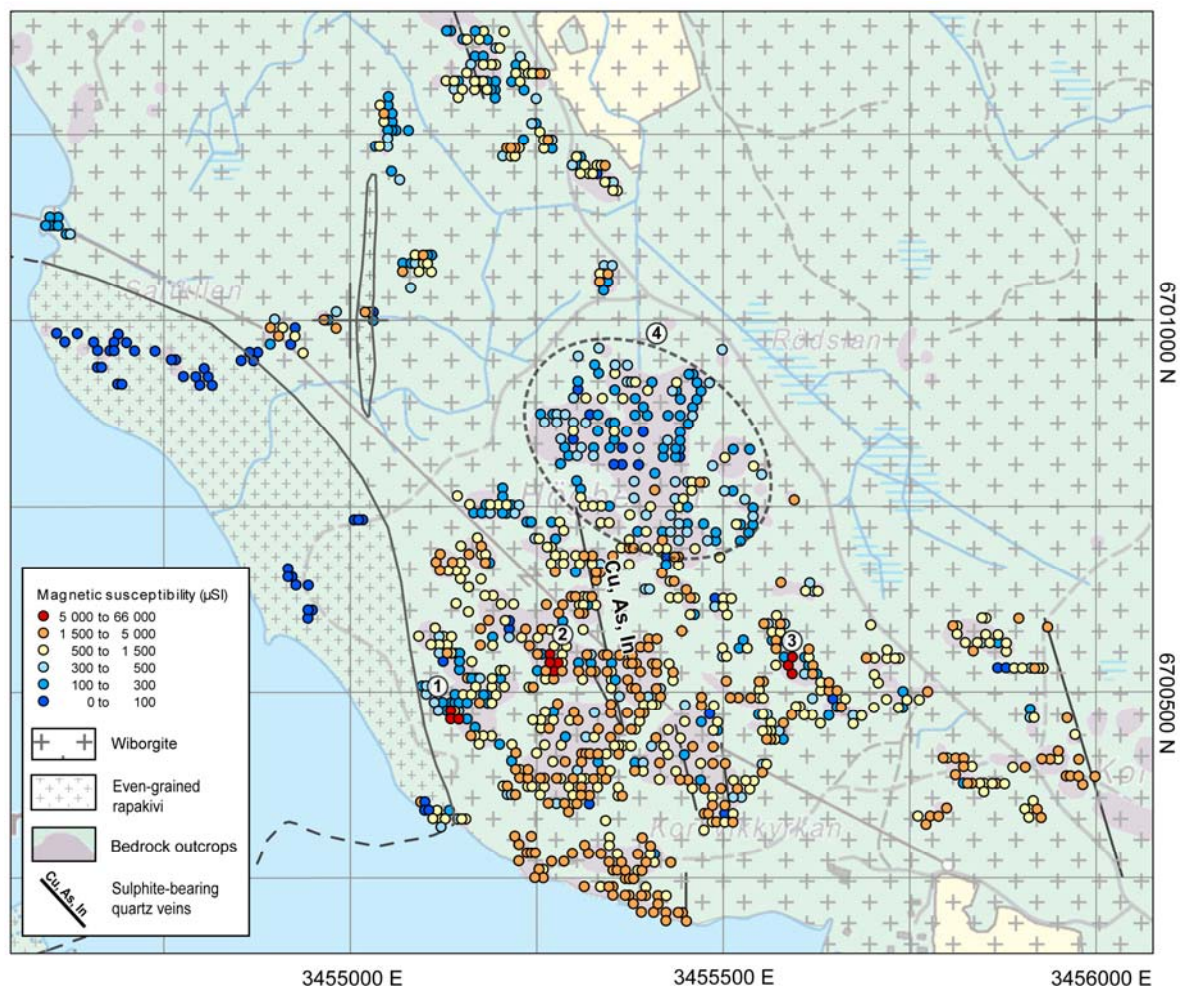 Saltkilen
Rödslan
4
Cu, As, In
2
3
1
Magnetic susceptibility (µSI)
5 000 to 66 000
1 500 to 5 000
500 to 1 500
300 to 500
100 to 300
0 to 100
Wiborgite
Even-grained
rapakivi
Bedrock outcrops
Cu, As, In
Sulphite-bearing
quartz veins
6701000 N
6700500 N
3455000 E
3455500 E
3456000 E